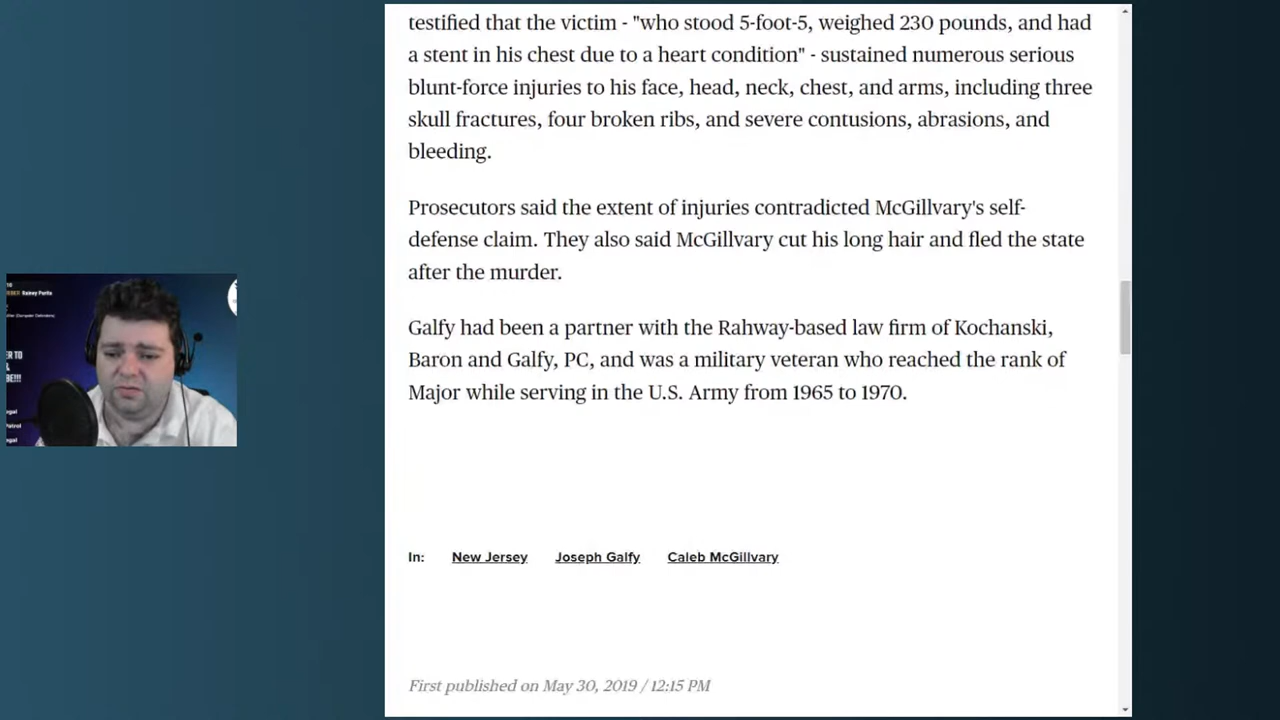 testified that the victim - "who stood 5-foot-5, weighed 230 pounds, and had
a stent in his chest due to a heart condition" - sustained numerous serious
blunt-force injuries to his face, head, neck, chest, and arms, including three
skull fractures, four broken ribs, and severe contusions, abrasions, and
bleeding.
Prosecutors said the extent of injuries contradicted McGillvary's self-
defense claim. They also said McGillvary cut his long hair and fled the state
after the murder.
Galfy had been a partner with the Rahway-based law firm of Kochanski,
Baron and Galfy, PC, and was a military veteran who reached the rank of
Major while serving in the U.S. Army from 1965 to 1970.
In: New Jersey Joseph Galfy Caleb McGillvary
First published on May 30, 2019 / 12:15 PM